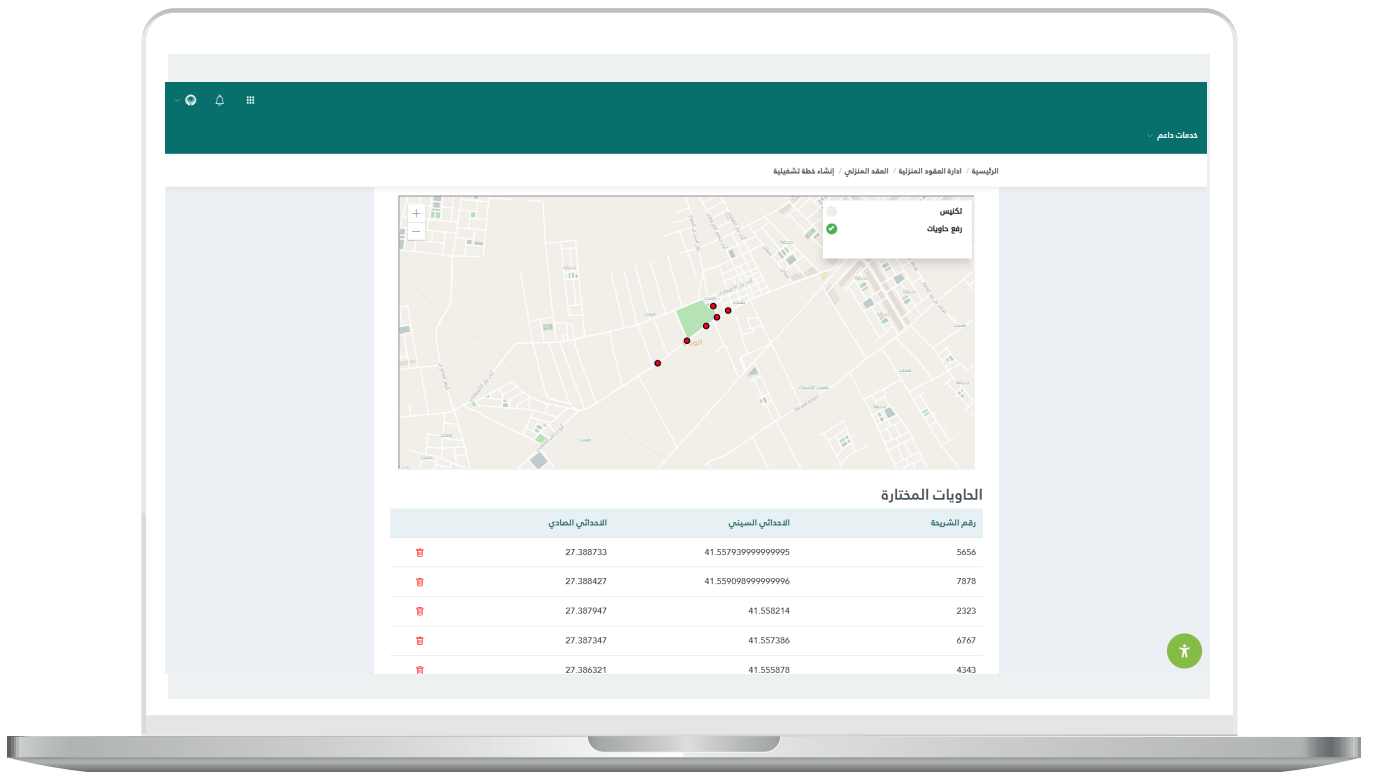 خدمات داعم
الرئيسية / ادارة العقود المنزلية / العقد المنزلي / إنشاء خطة تشغيلية
+
−
تكنيس
رفع حاويات
الحاويات المختارة
رقم الشريحة الاحداثي السيني الاحداثي الصادي
5656 41.557939999999995 27.388733
7878 41.559098999999996 27.388427
2323 41.558214 27.387947
6767 41.557386 27.387347
4343 41.555878 27.386321